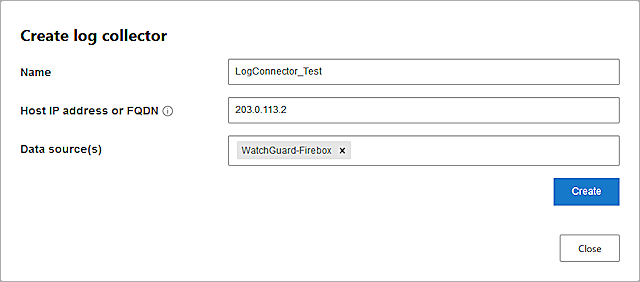 Create log collector
Name
LogConnector_Test
Host IP address or FQDN
203.0.113.2
Data source(s)
WatchGuard-Firebox ×
Create
Close